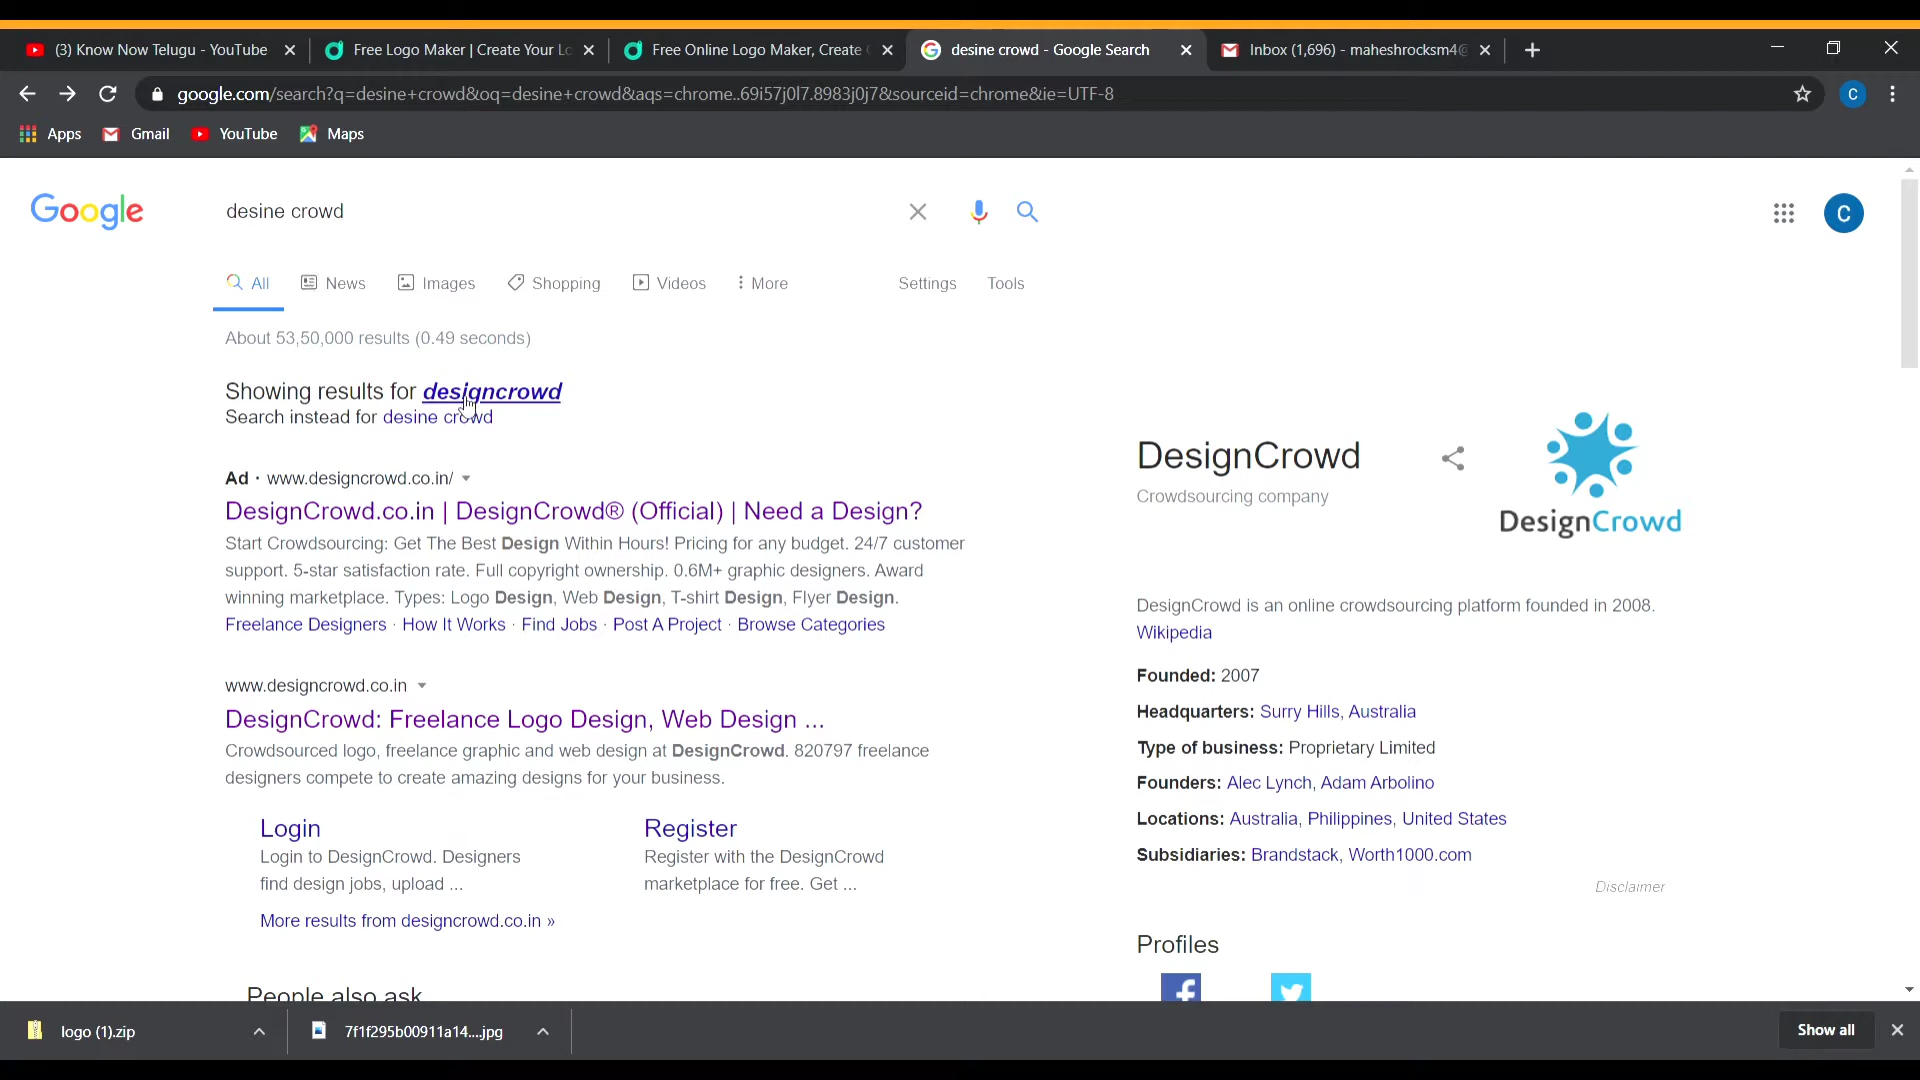 (3) Know Now Telugu - YouTube
Free Logo Maker | Create Your Lo
Free Online Logo Maker, Create
desine crowd - Google Search
Inbox (1,696) - maheshrocksm4@
google.com/search?q=desine+crowd&oq=desine+crowd&aqs=chrome..69i57j0l7.8983j0j7&sourceid=chrome&ie=UTF-8
C
Apps
Gmail
YouTube
Maps
Google
desine crowd
C
All
News
Images
Shopping
Videos
More
Settings
Tools
About 53,50,000 results (0.49 seconds)
Showing results for designcrowd
Search instead for desine crowd
Ad · www.designcrowd.co.in/
DesignCrowd.co.in | DesignCrowd® (Official) | Need a Design?
Start Crowdsourcing: Get The Best Design Within Hours! Pricing for any budget. 24/7 customer
support. 5-star satisfaction rate. Full copyright ownership. 0.6M+ graphic designers. Award
winning marketplace. Types: Logo Design, Web Design, T-shirt Design, Flyer Design.
Freelance Designers · How It Works · Find Jobs · Post A Project · Browse Categories
www.designcrowd.co.in
DesignCrowd: Freelance Logo Design, Web Design ...
Crowdsourced logo, freelance graphic and web design at DesignCrowd. 820797 freelance
designers compete to create amazing designs for your business.
Login
Login to DesignCrowd. Designers
find design jobs, upload ...
Register
Register with the DesignCrowd
marketplace for free. Get ...
More results from designcrowd.co.in »
People also ask
DesignCrowd
Crowdsourcing company
DesignCrowd
DesignCrowd is an online crowdsourcing platform founded in 2008.
Wikipedia
Founded: 2007
Headquarters: Surry Hills, Australia
Type of business: Proprietary Limited
Founders: Alec Lynch, Adam Arbolino
Locations: Australia, Philippines, United States
Subsidiaries: Brandstack, Worth1000.com
Disclaimer
Profiles
logo (1).zip
7f1f295b00911a14....jpg
Show all